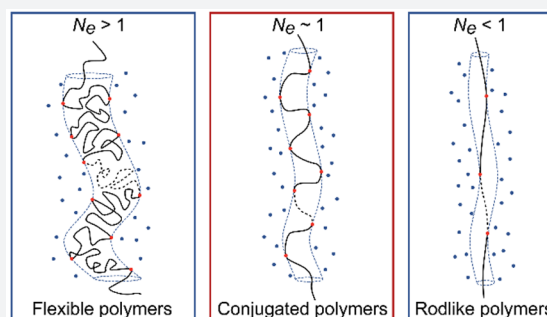 Ne > 1
Ne ~ 1
Ne < 1
Flexible polymers
Conjugated polymers
Rodlike polymers